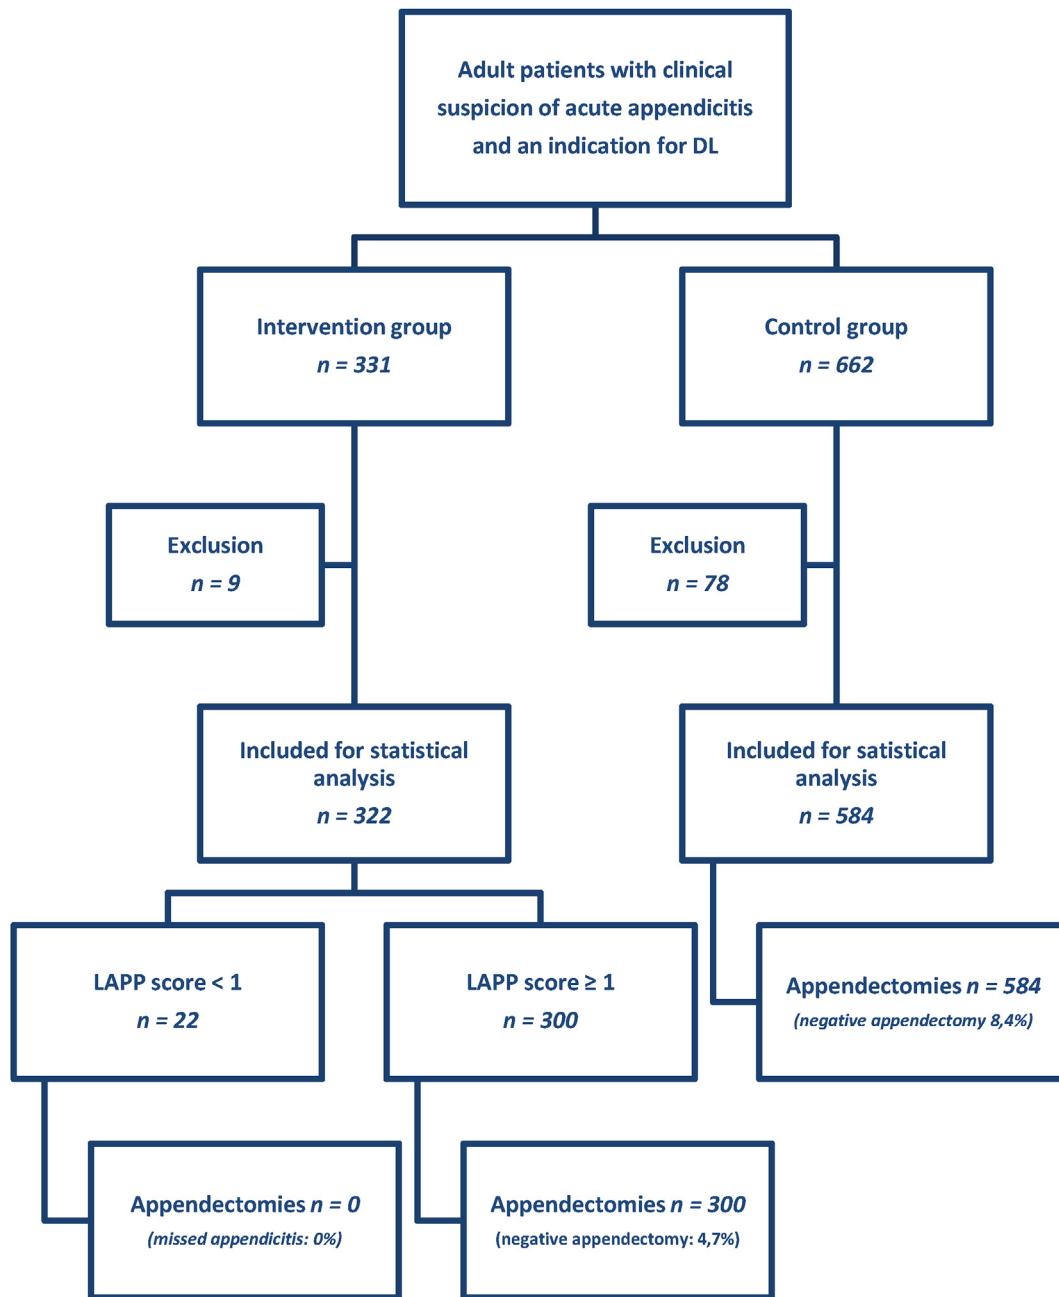 Adult patients with clinical
suspicion of acute appendicitis
and an indication for DL
Intervention group
n = 331
Control group
n = 662
Exclusion
n = 9
Exclusion
n = 78
Included for statistical
analysis
n = 322
Included for satistical
analysis
n = 584
LAPP score < 1
n = 22
LAPP score ≥ 1
n = 300
Appendectomies n = 584
(negative appendectomy 8,4%)
Appendectomies n = 0
(missed appendicitis: 0%)
Appendectomies n = 300
(negative appendectomy: 4,7%)